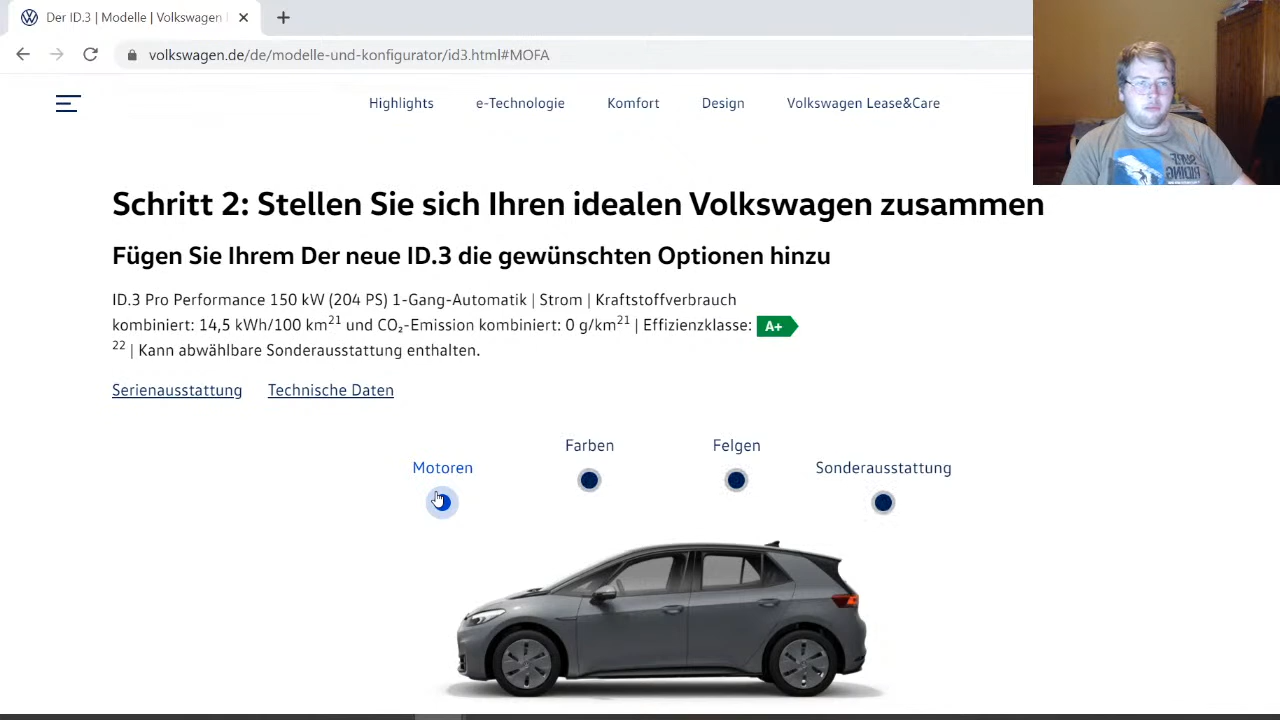 Der ID.3 | Modelle | Volkswagen
volkswagen.de/de/modelle-und-konfigurator/id3.html#MOFA
Highlights e-Technologie Komfort Design Volkswagen Lease&Care
SURF
RIDING
Schritt 2: Stellen Sie sich Ihren idealen Volkswagen zusammen
Fügen Sie Ihrem Der neue ID.3 die gewünschten Optionen hinzu
ID.3 Pro Performance 150 kW (204 PS) 1-Gang-Automatik | Strom | Kraftstoffverbrauch
kombiniert: 14,5 kWh/100 km²¹ und CO₂-Emission kombiniert: 0 g/km²¹ | Effizienzklasse: A+
²² | Kann abwählbare Sonderausstattung enthalten.
Serienausstattung Technische Daten
Farben Felgen
Motoren Sonderausstattung